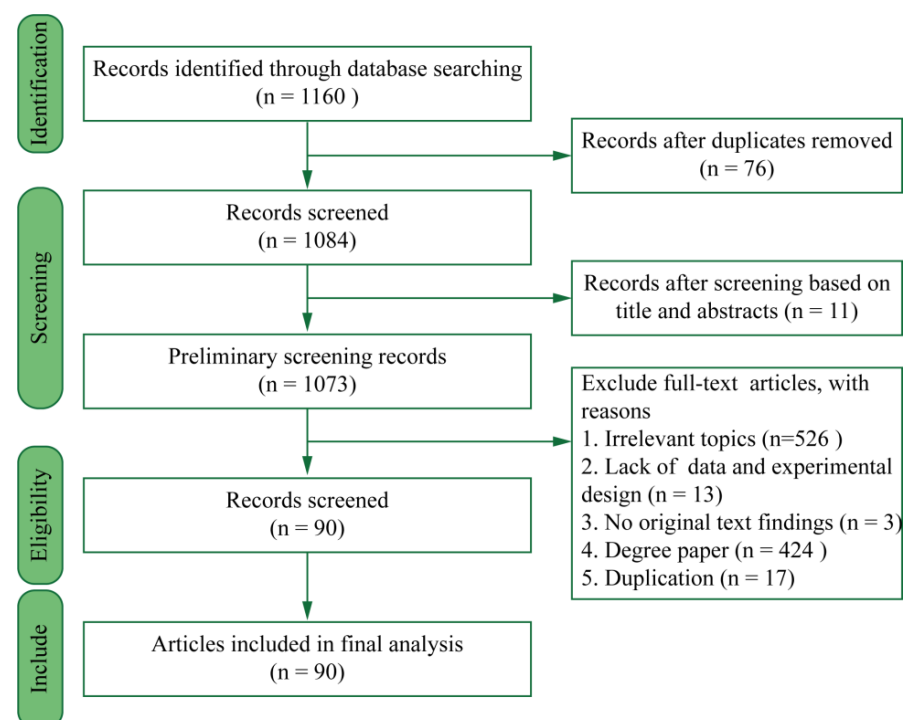 Identification
Records identified through database searching
(n = 1160 )
Records after duplicates removed
(n = 76)
Screening
Records screened
(n = 1084)
Records after screening based on
title and abstracts (n = 11)
Preliminary screening records
(n = 1073)
Exclude full-text articles, with
reasons
1. Irrelevant topics (n=526 )
2. Lack of data and experimental
design (n = 13)
3. No original text findings (n = 3)
4. Degree paper (n = 424 )
5. Duplication (n = 17)
Eligibility
Records screened
(n = 90)
Include
Articles included in final analysis
(n = 90)